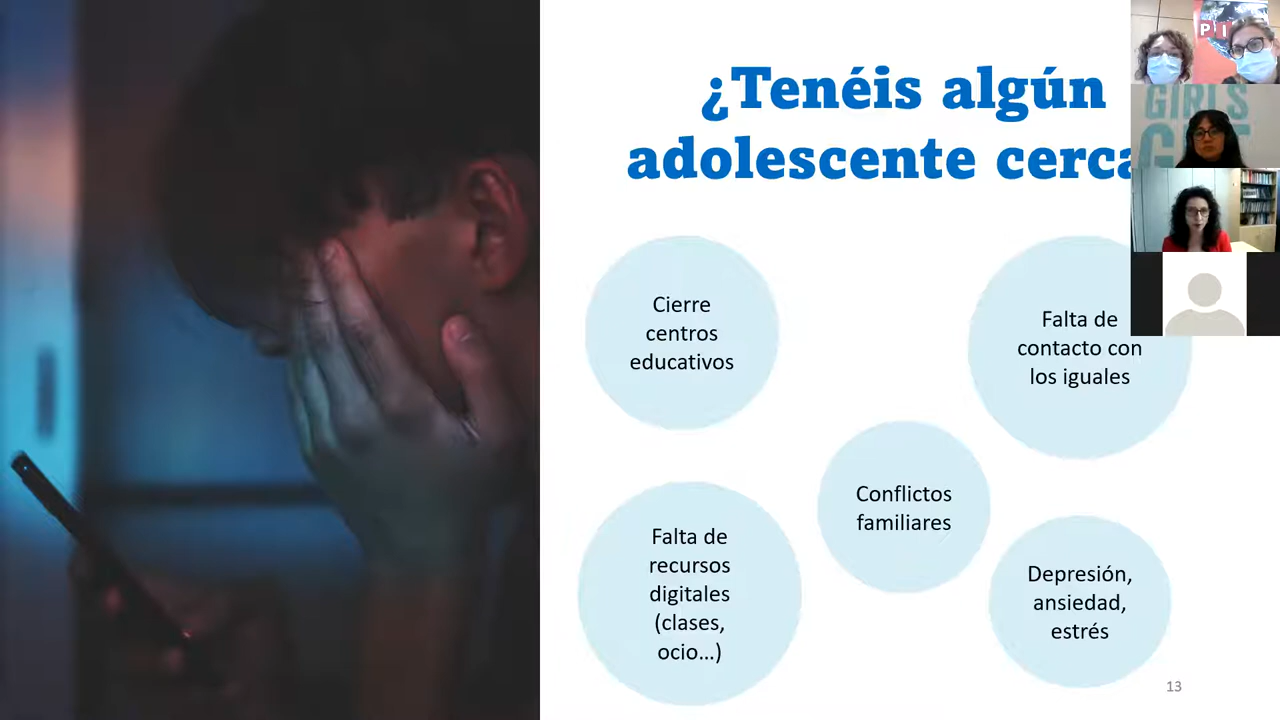 ¿Tenéis algún
adolescente cerca
Cierre
centros
educativos
Falta de
contacto con
los iguales
Conflictos
familiares
Falta de
recursos
digitales
(clases,
ocio...)
Depresión,
ansiedad,
estrés
13
GIRLS